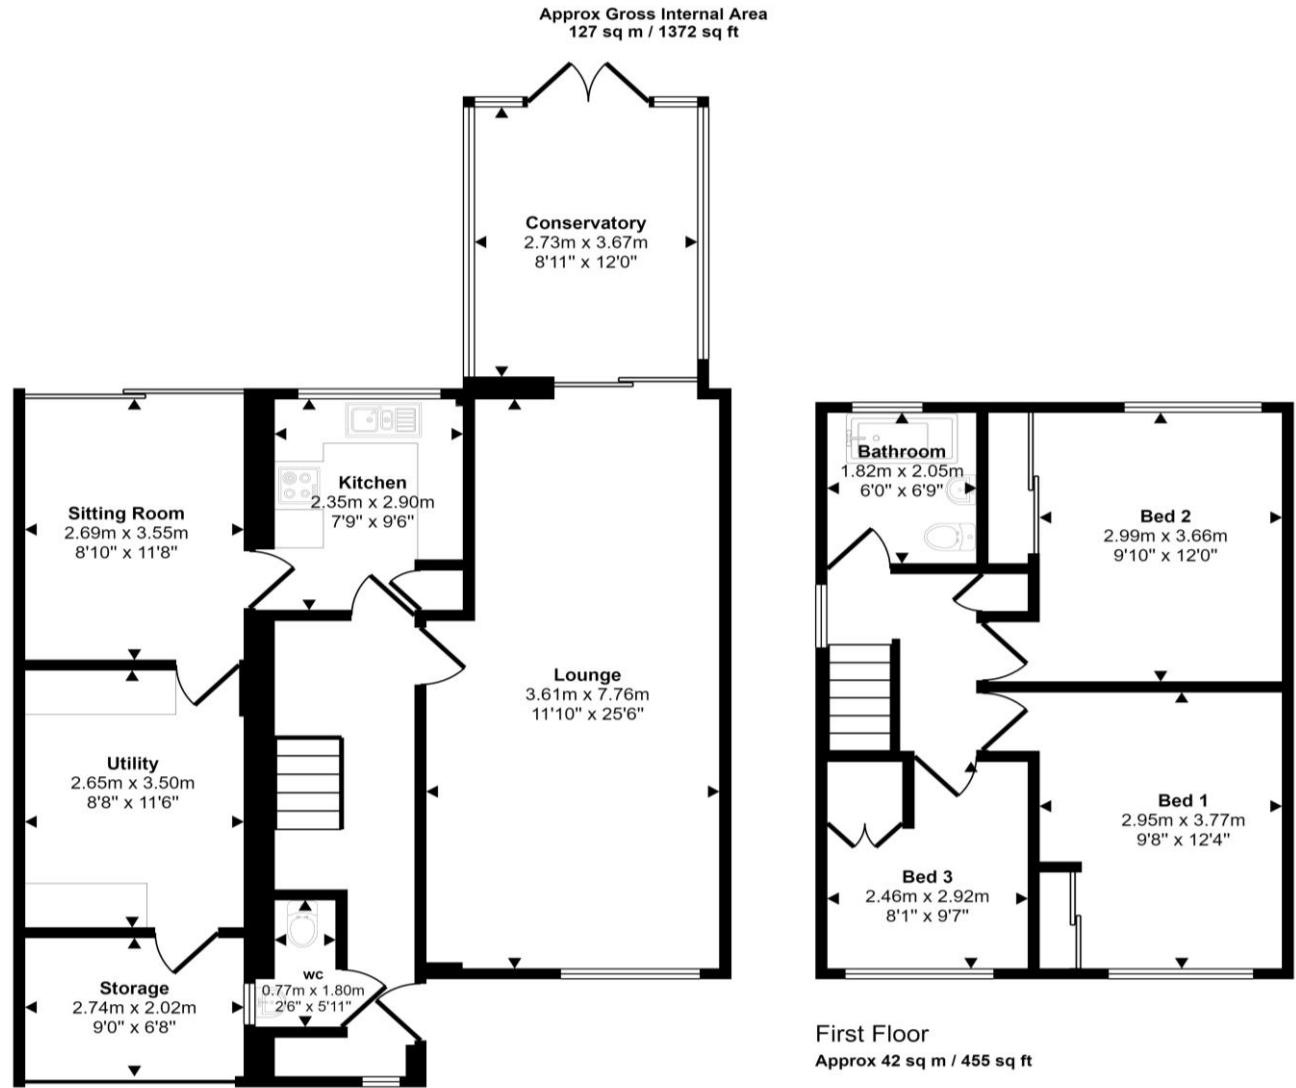 Approx Gross Internal Area
127 sq m / 1372 sq ft
Conservatory
2.73m x 3.67m
8'11" x 12'0"
Sitting Room
2.69m x 3.55m
8'10" x 11'8"
Kitchen
2.35m x 2.90m
7'9" x 9'6"
Lounge
3.61m x 7.76m
11'10" x 25'6"
Utility
2.65m x 3.50m
8'8" x 11'6"
Storage
2.74m x 2.02m
9'0" x 6'8"
wc
0.77m x 1.80m
2'6" x 5'11"
Bathroom
1.82m x 2.05m
6'0" x 6'9"
Bed 2
2.99m x 3.66m
9'10" x 12'0"
Bed 1
2.95m x 3.77m
9'8" x 12'4"
Bed 3
2.46m x 2.92m
8'1" x 9'7"
First Floor
Approx 42 sq m / 455 sq ft